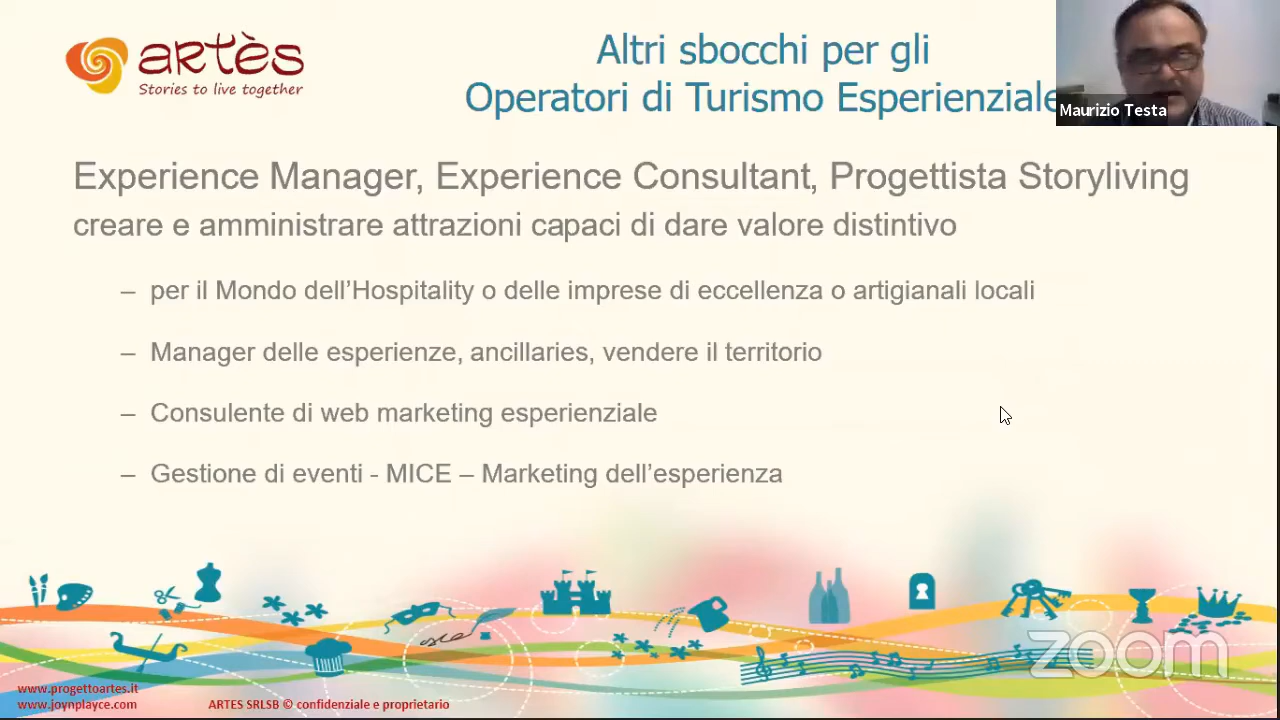 artès
Stories to live together
Altri sbocchi per gli
Operatori di Turismo Esperienziale
Maurizio Testa
Experience Manager, Experience Consultant, Progettista Storyliving
creare e amministrare attrazioni capaci di dare valore distintivo
– per il Mondo dell’Hospitality o delle imprese di eccellenza o artigianali locali
– Manager delle esperienze, ancillaries, vendere il territorio
– Consulente di web marketing esperienziale
– Gestione di eventi - MICE – Marketing dell’esperienza
zoom
www.progettoartes.it
www.joynplayce.com
ARTES SRLSB © confidenziale e proprietario